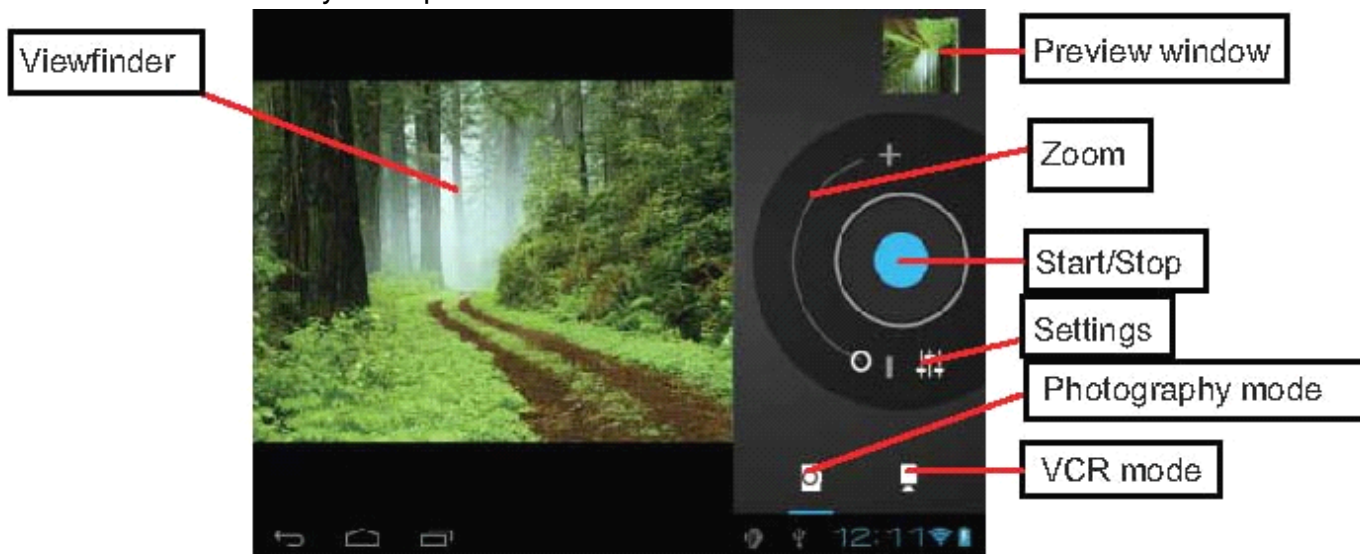 Viewfinder
Preview window
Zoom
Start/Stop
Settings
Photography mode
VCR mode
12:11